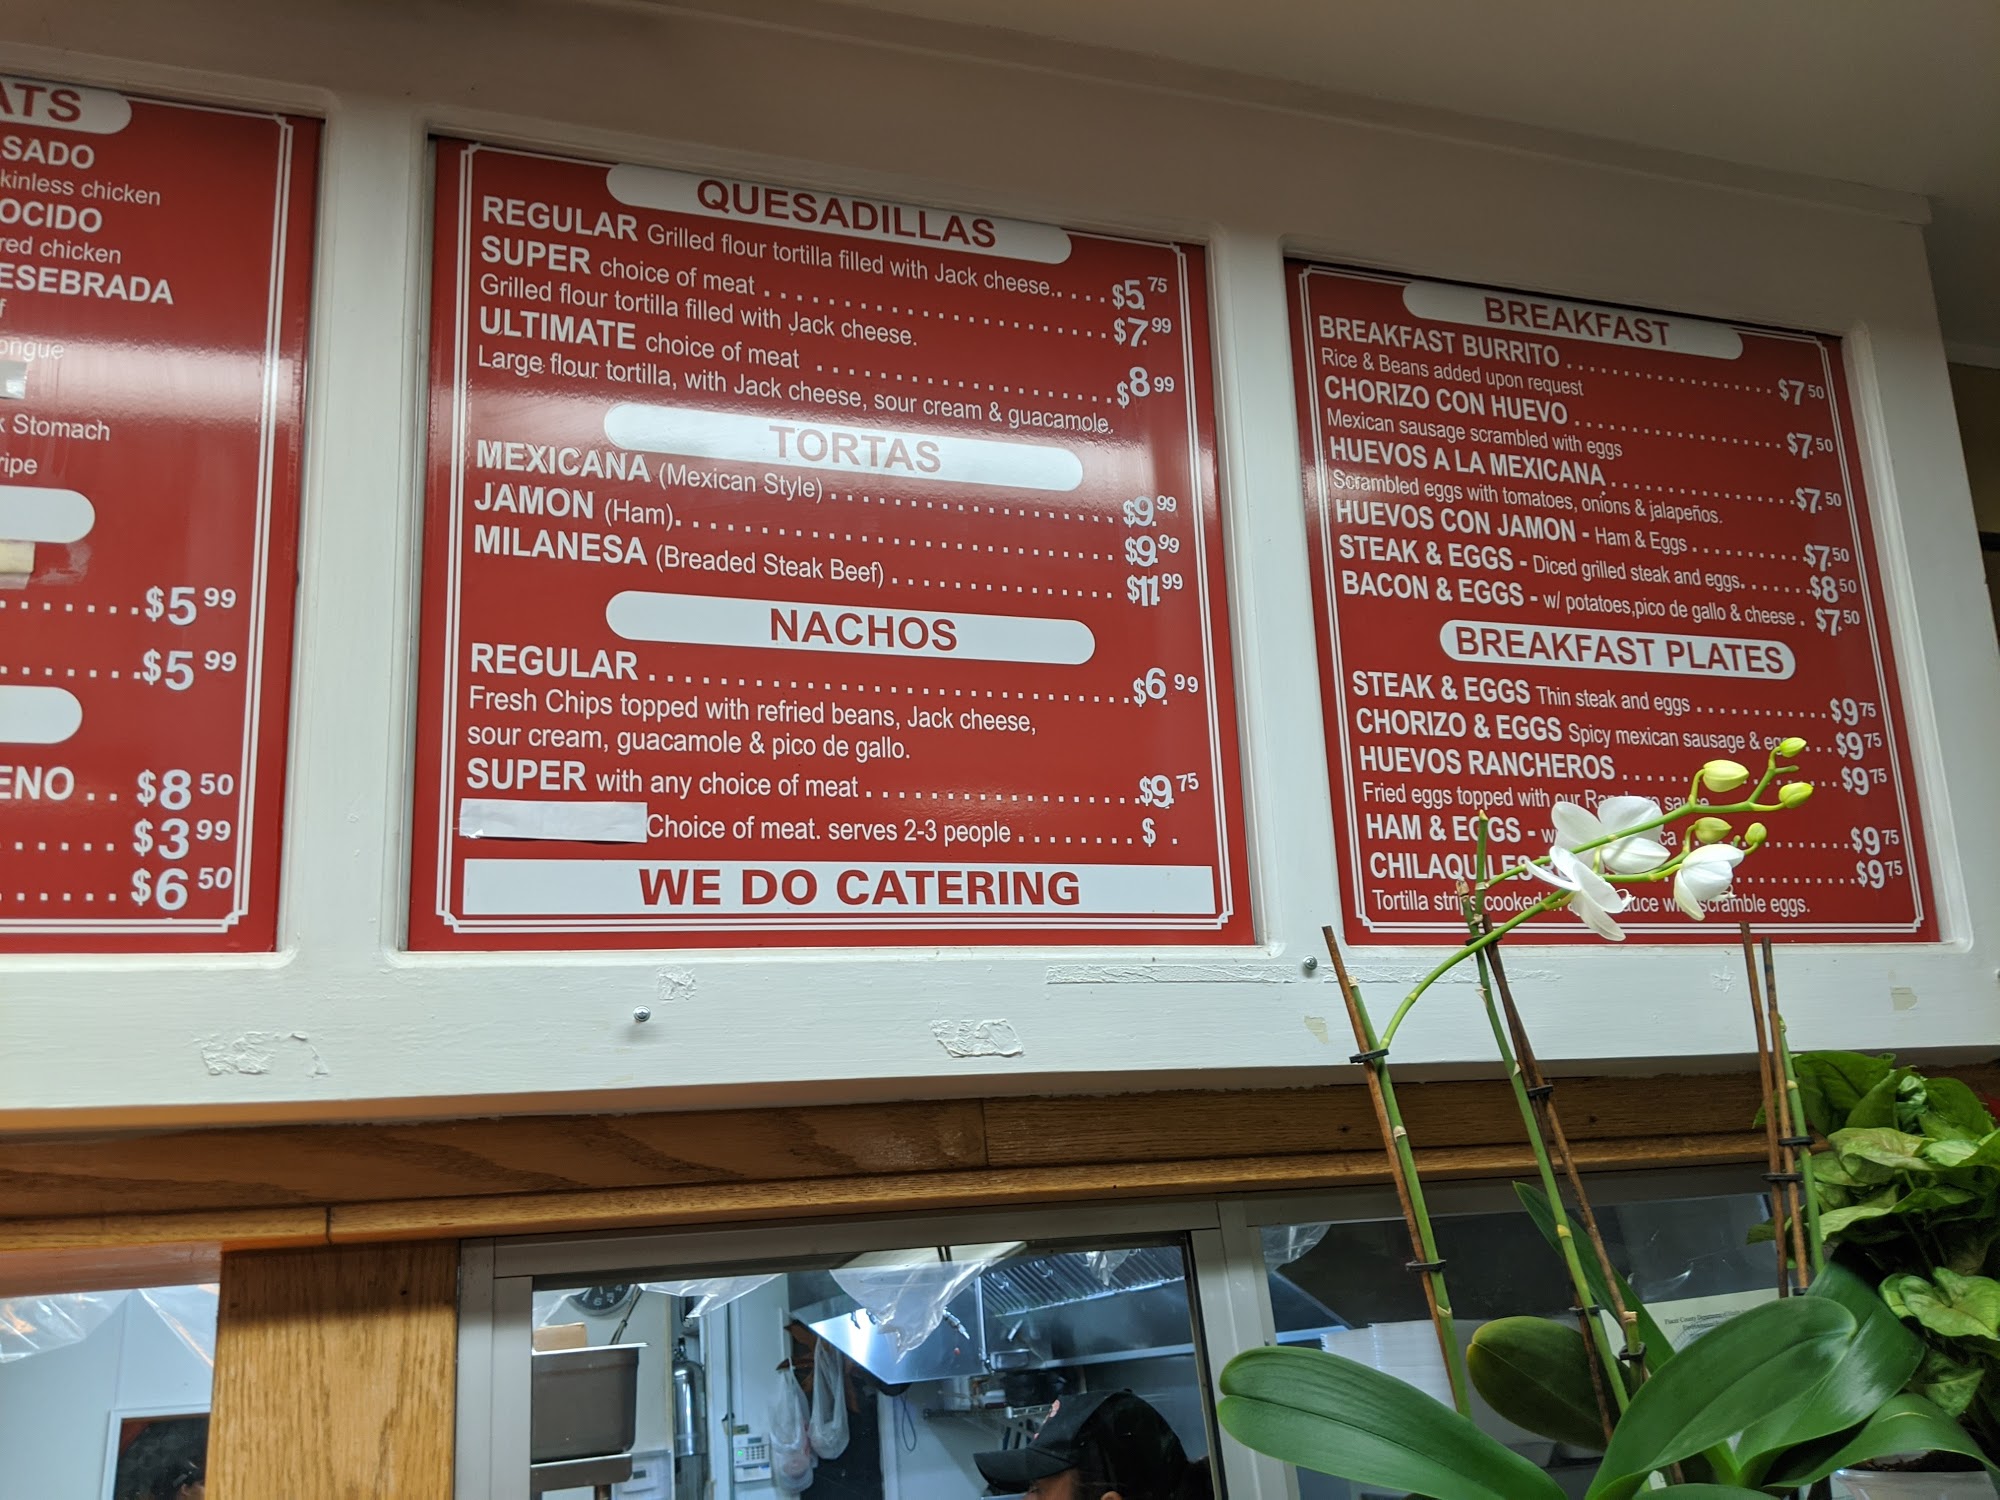 ATS
SADO
kinless chicken
OCIDO
red chicken
ESEBRADA
f
ongue
k Stomach
ripe
. . . . . . . $5 99
. . . . . . . $5 99
ENO . . $8 50
. . . . . $3 99
. . . . . $6 50
QUESADILLAS
REGULAR Grilled flour tortilla filled with Jack cheese. . . . . $5.75
SUPER choice of meat . . . . . . . . . . . . . . . . . . . . . . . . $7.99
Grilled flour tortilla filled with Jack cheese.
ULTIMATE choice of meat . . . . . . . . . . . . . . . . . . . . $8 99
Large flour tortilla, with Jack cheese, sour cream & guacamole.
TORTAS
MEXICANA (Mexican Style) . . . . . . . . . . . . . . . . . . . $9.99
JAMON (Ham). . . . . . . . . . . . . . . . . . . . . . . . . . . . $9.99
MILANESA (Breaded Steak Beef) . . . . . . . . . . . . . . $11.99
NACHOS
REGULAR . . . . . . . . . . . . . . . . . . . . . . . . . . . . . $6.99
Fresh Chips topped with refried beans, Jack cheese,
sour cream, guacamole & pico de gallo.
SUPER with any choice of meat . . . . . . . . . . . . . . . . . $9.75
Choice of meat. serves 2-3 people . . . . . . . . $ .
WE DO CATERING
BREAKFAST
BREAKFAST BURRITO . . . . . . . . . . . . . . . . . . . . $7.50
Rice & Beans added upon request
CHORIZO CON HUEVO . . . . . . . . . . . . . . . . . . . . $7.50
Mexican sausage scrambled with eggs
HUEVOS A LA MEXICANA . . . . . . . . . . . . . . . . . $7.50
Scrambled eggs with tomatoes, onions & jalapeños.
HUEVOS CON JAMON - Ham & Eggs . . . . . . . . . . $7.50
STEAK & EGGS - Diced grilled steak and eggs. . . . . . $8 50
BACON & EGGS - w/ potatoes,pico de gallo & cheese . $7.50
BREAKFAST PLATES
STEAK & EGGS Thin steak and eggs . . . . . . . . . . . . $9 75
CHORIZO & EGGS Spicy mexican sausage & eg . . . $9 75
HUEVOS RANCHEROS . . . . . . $9 75
Fried eggs topped with our Ranchero sauce
HAM & EGGS - w ca . . . . . . . . . . . $9 75
CHILAQUILES . . . . . . . . . . . $9 75
Tortilla strips cooked in sauce w scramble eggs.